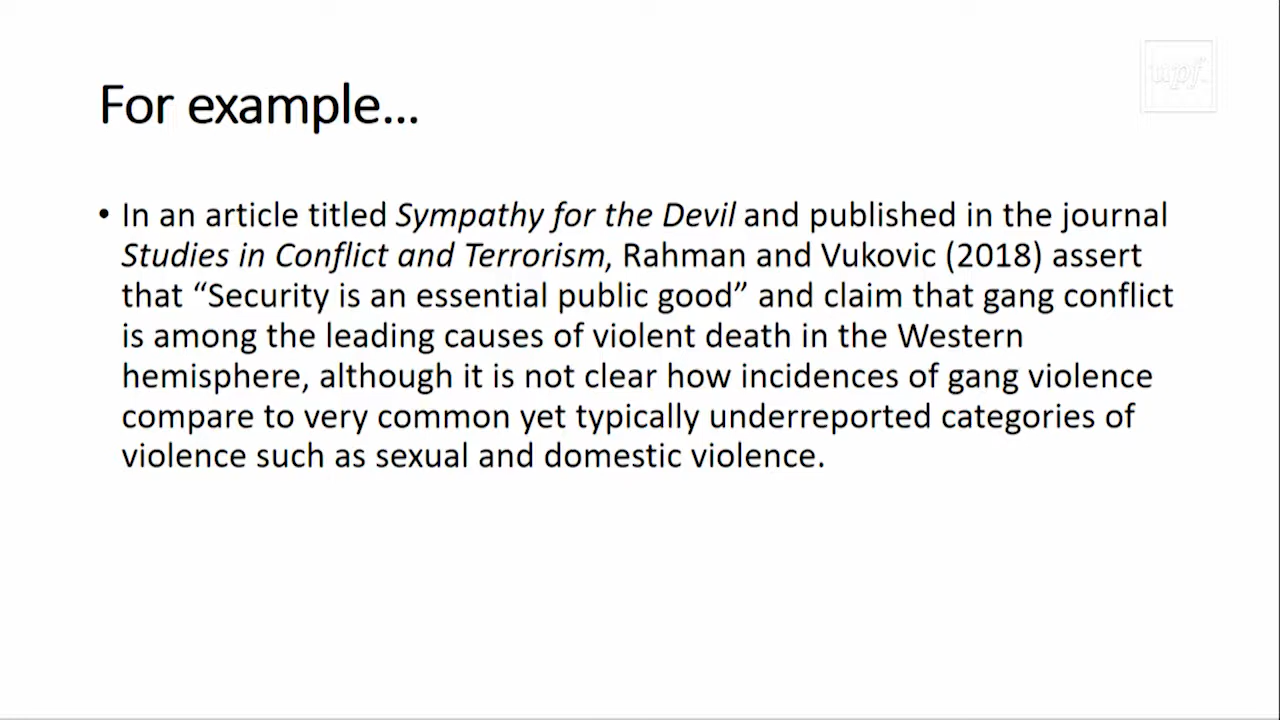 upf.
For example...
• In an article titled Sympathy for the Devil and published in the journal
Studies in Conflict and Terrorism, Rahman and Vukovic (2018) assert
that “Security is an essential public good” and claim that gang conflict
is among the leading causes of violent death in the Western
hemisphere, although it is not clear how incidences of gang violence
compare to very common yet typically underreported categories of
violence such as sexual and domestic violence.